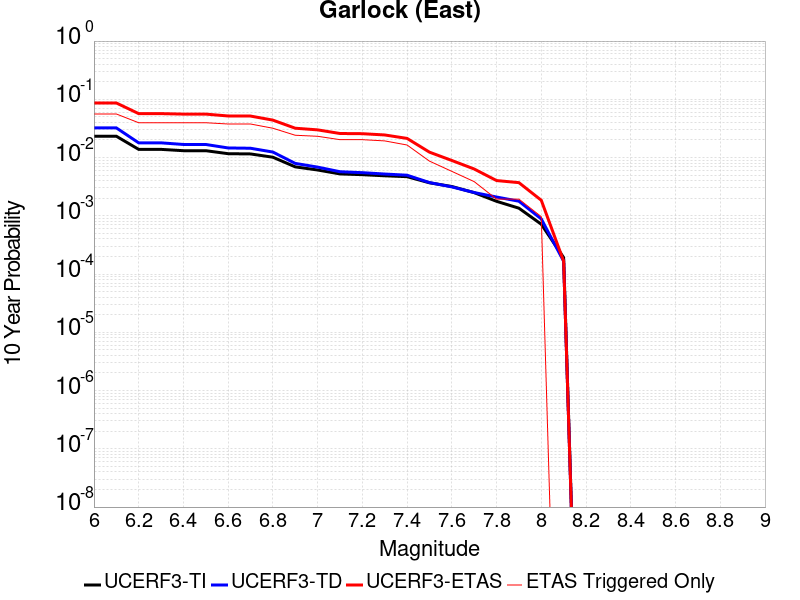 Garlock (East)
10 0
10 -1
10 -2
10 -3
10 -4
10 -5
10 -6
10 -7
10 -8
10 Year Probability
6 6.2 6.4 6.6 6.8 7 7.2 7.4 7.6 7.8 8 8.2 8.4 8.6 8.8 9
Magnitude
UCERF3-TI UCERF3-TD UCERF3-ETAS ETAS Triggered Only